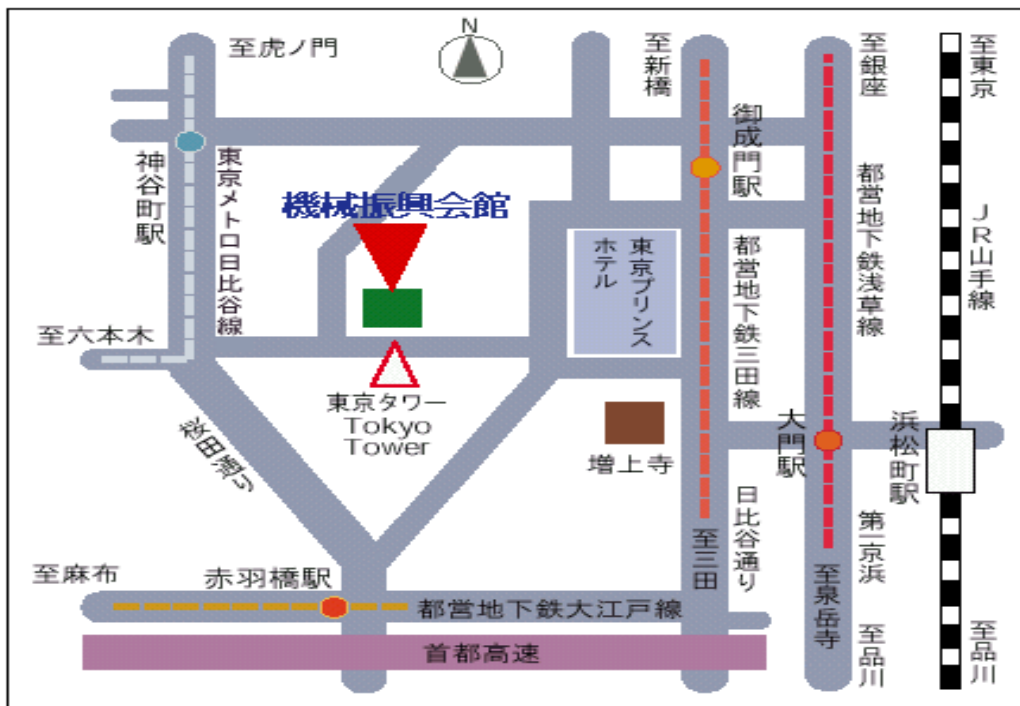 至虎ノ門
N
至新橋
至銀座
至東京
御成門駅
神谷町駅
東京メトロ日比谷線
機械振興会館
都営地下鉄浅草線
JR山手線
東京プリンス
ホテル
都営地下鉄三田線
至六本木
東京タワー
Tokyo
Tower
桜田通り
増上寺
大門駅
浜松町駅
日比谷通り
第一京浜
至三田
至泉岳寺
至麻布
赤羽橋駅
都営地下鉄大江戸線
首都高速
至品川
至品川